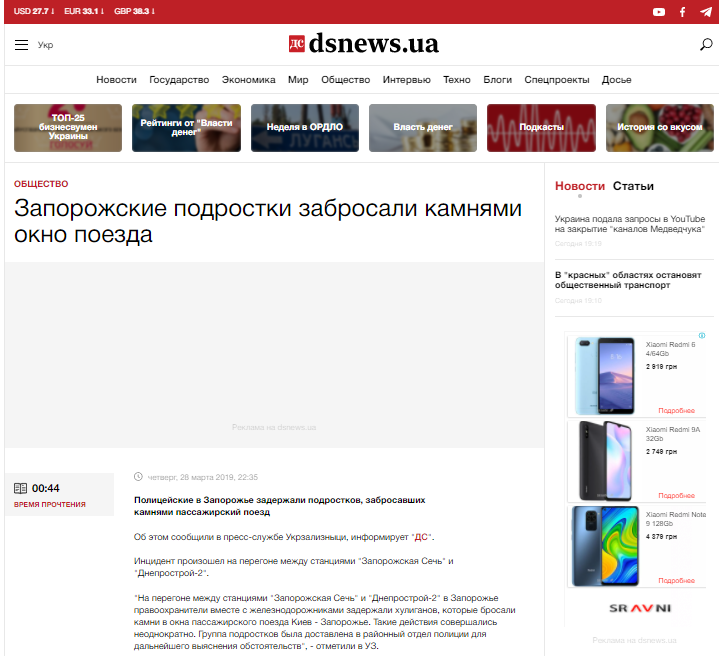 USD 27.7 ↓ EUR 33.1 ↓ GBP 38.3 ↓
Укр
ДС dsnews.ua
Новости Государство Экономика Мир Общество Интервью Техно Блоги Спецпроекты Досье
ТОП-25
бизнесвумен
Украины
Рейтинги от "Власти
денег"
Неделя в ОРДЛО
Власть денег
Подкасты
История со вкусом
ОБЩЕСТВО
Запорожские подростки забросали камнями
окно поезда
Реклама на dsnews.ua
00:44
ВРЕМЯ ПРОЧТЕНИЯ
четверг, 28 марта 2019, 22:35
Полицейские в Запорожье задержали подростков, забросавших
камнями пассажирский поезд
Об этом сообщили в пресс-службе Укрзализныци, информирует "ДС".
Инцидент произошел на перегоне между станциями "Запорожская Сечь" и
"Днепрострой-2".
"На перегоне между станциями "Запорожская Сечь" и "Днепрострой-2" в Запорожье
правоохранители вместе с железнодорожниками задержали хулиганов, которые бросали
камни в окна пассажирского поезда Киев - Запорожье. Такие действия совершались
неоднократно. Группа подростков была доставлена в районный отдел полиции для
дальнейшего выяснения обстоятельств", - отметили в УЗ.
Новости Статьи
Украина подала запросы в YouTube
на закрытие "каналов Медведчука"
Сегодня 19:19
В "красных" областях остановят
общественный транспорт
Сегодня 19:10
Xiaomi Redmi 6
4/64Gb
2 919 грн
Подробнее
Xiaomi Redmi 9A
32Gb
2 749 грн
Подробнее
Xiaomi Redmi Note
9 128Gb
4 379 грн
Подробнее
SRAVNI
Реклама на dsnews.ua